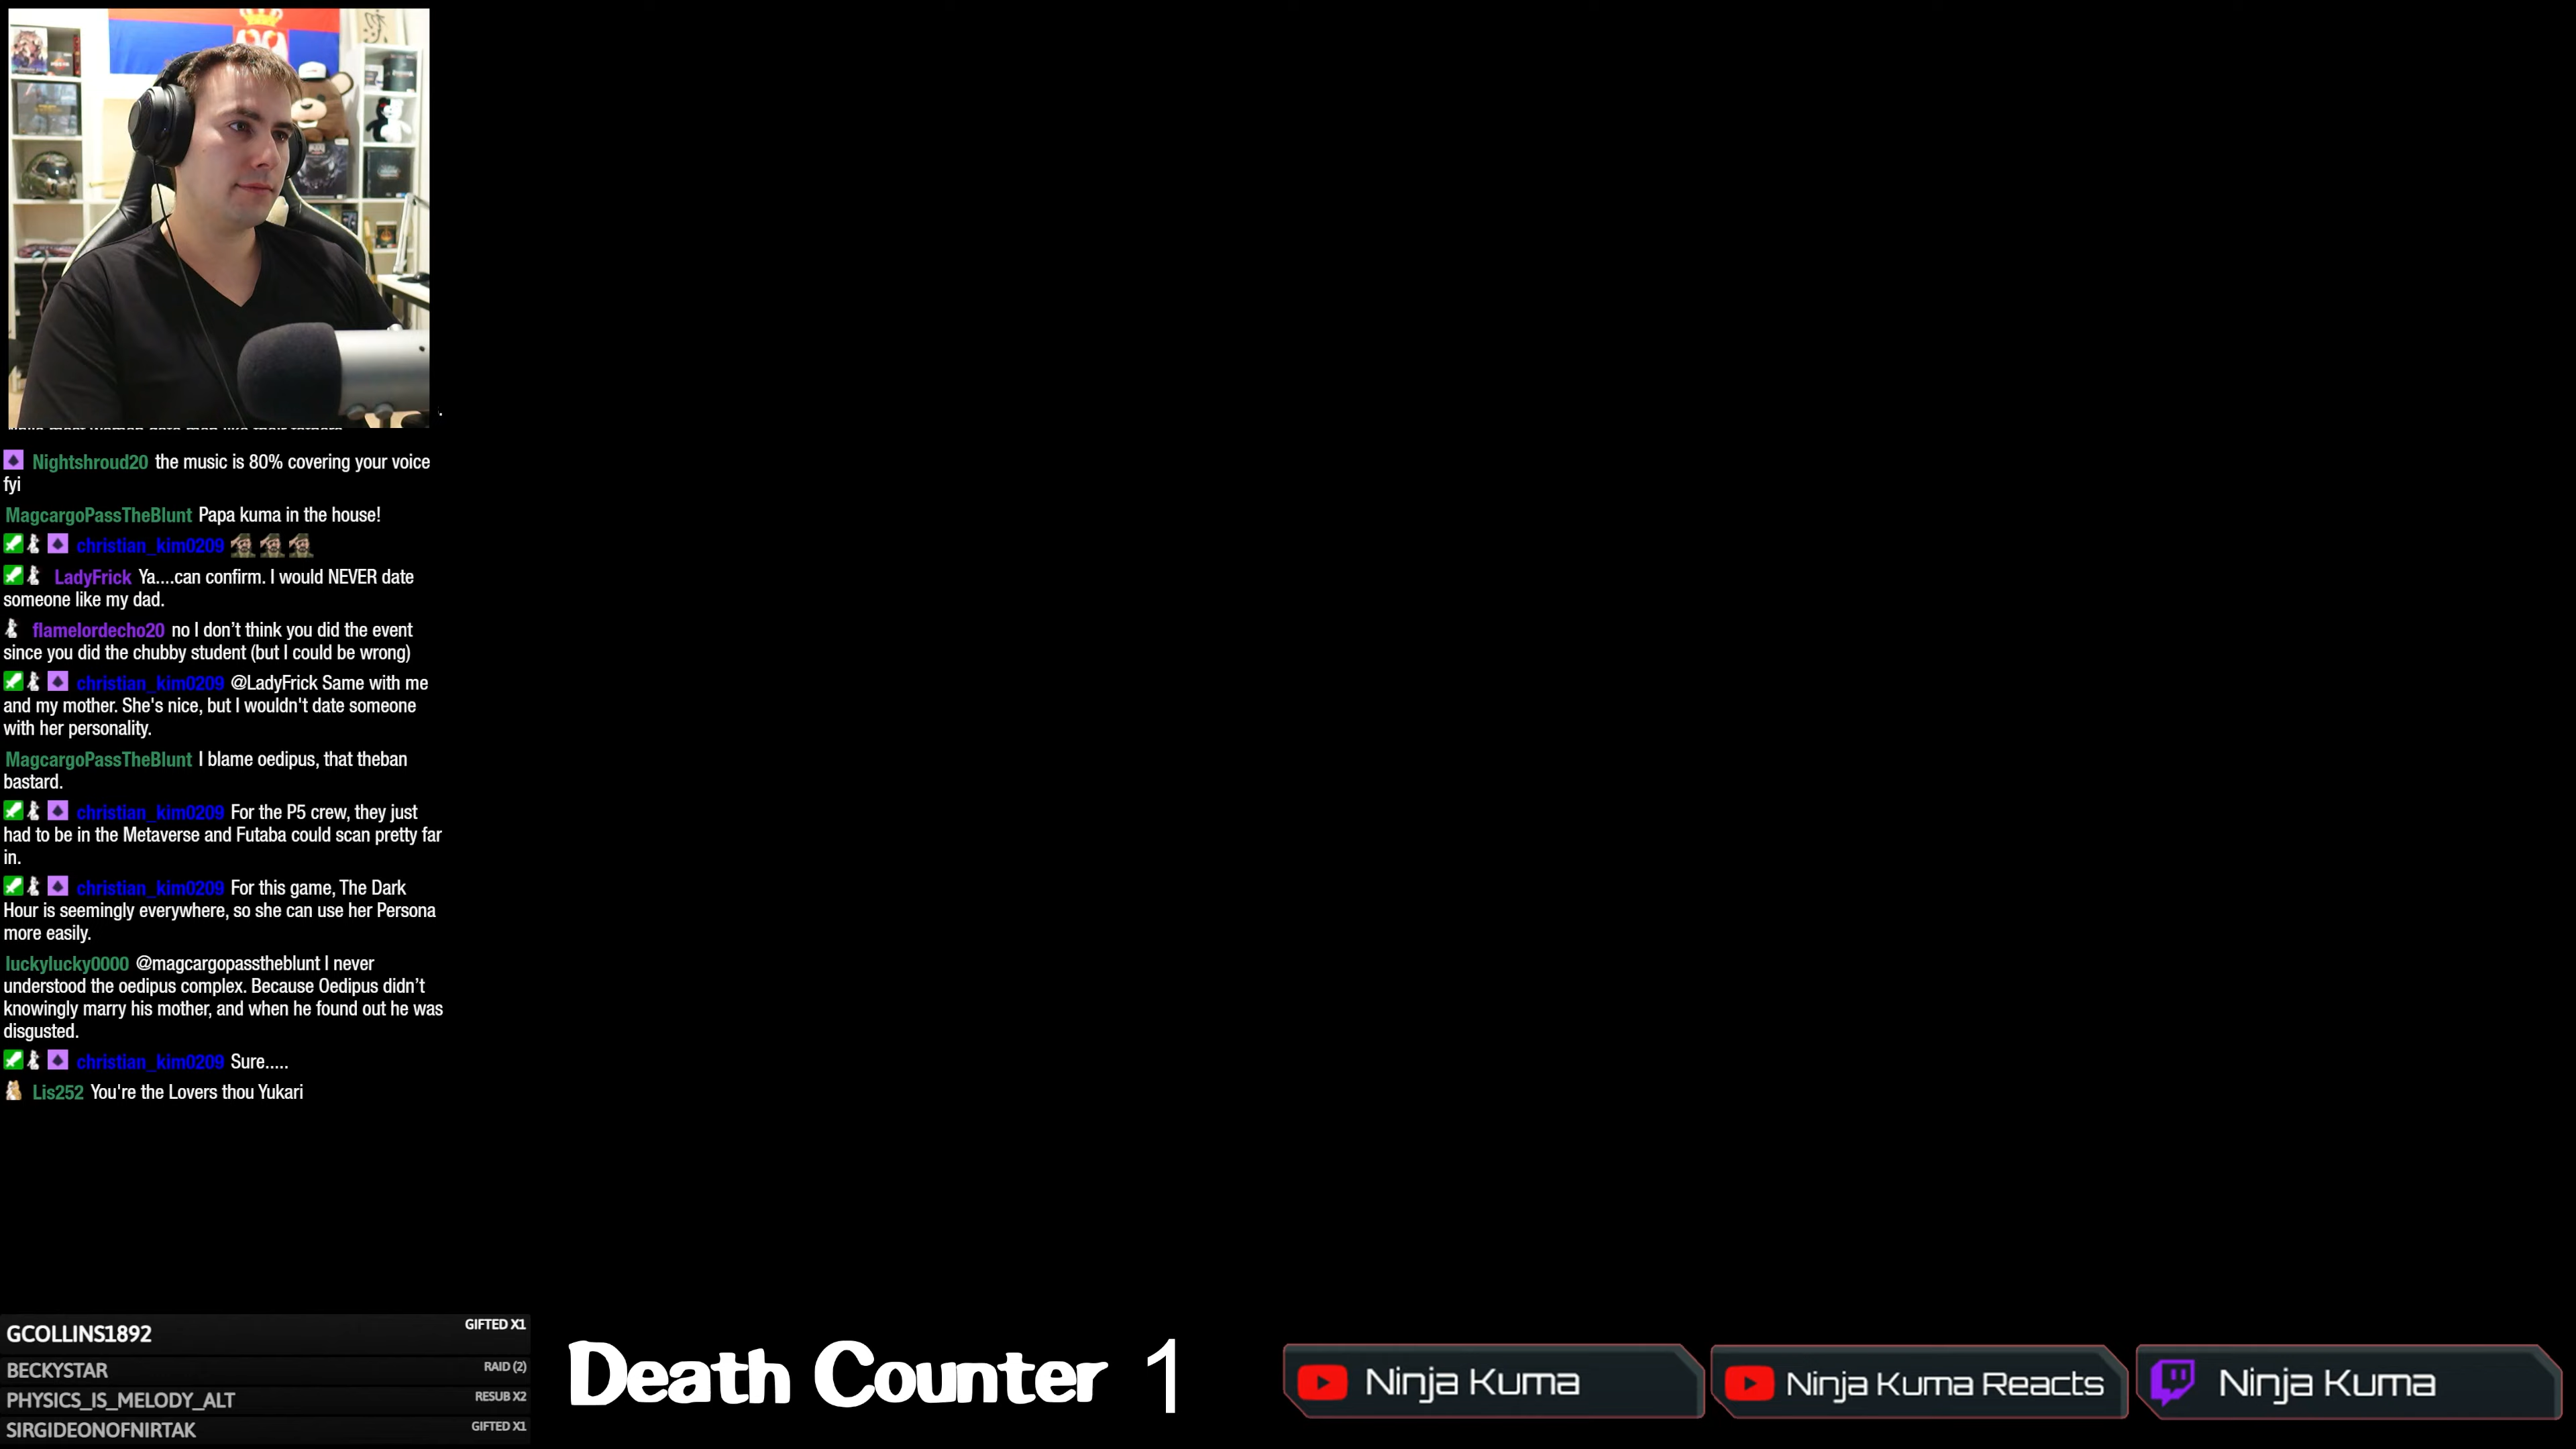 Nightshroud20 the music is 80% covering your voice
fyi
MagcargoPassTheBlunt Papa kuma in the house!
christian_kim0209
LadyFrick Ya....can confirm. I would NEVER date
someone like my dad.
flamelordecho20 no I don’t think you did the event
since you did the chubby student (but I could be wrong)
christian_kim0209 @LadyFrick Same with me
and my mother. She's nice, but I wouldn't date someone
with her personality.
MagcargoPassTheBlunt I blame oedipus, that theban
bastard.
christian_kim0209 For the P5 crew, they just
had to be in the Metaverse and Futaba could scan pretty far
in.
christian_kim0209 For this game, The Dark
Hour is seemingly everywhere, so she can use her Persona
more easily.
luckylucky0000 @magcargopasstheblunt I never
understood the oedipus complex. Because Oedipus didn’t
knowingly marry his mother, and when he found out he was
disgusted.
christian_kim0209 Sure.....
Lis252 You're the Lovers thou Yukari
GCOLLINS1892 GIFTED X1
BECKYSTAR RAID (2)
PHYSICS_IS_MELODY_ALT RESUB X2
SIRGIDEONOFNIRTAK GIFTED X1
Death Counter 1
Ninja Kuma
Ninja Kuma Reacts
Ninja Kuma